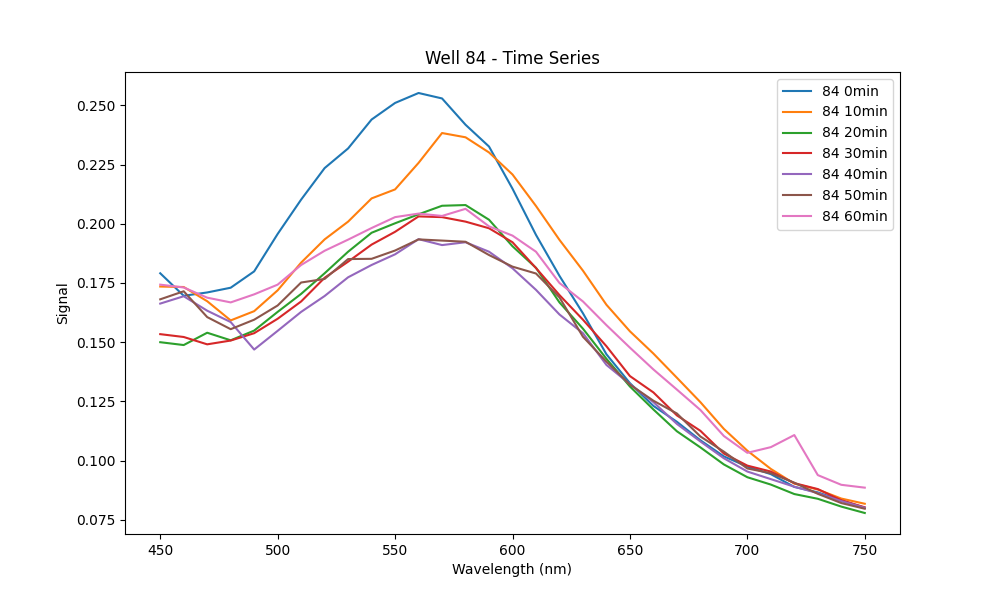 Well 84 - Time Series
84 0min
84 10min
84 20min
84 30min
84 40min
84 50min
84 60min
Signal
0.250
0.225
0.200
0.175
0.150
0.125
0.100
0.075
450 500 550 600 650 700 750
Wavelength (nm)